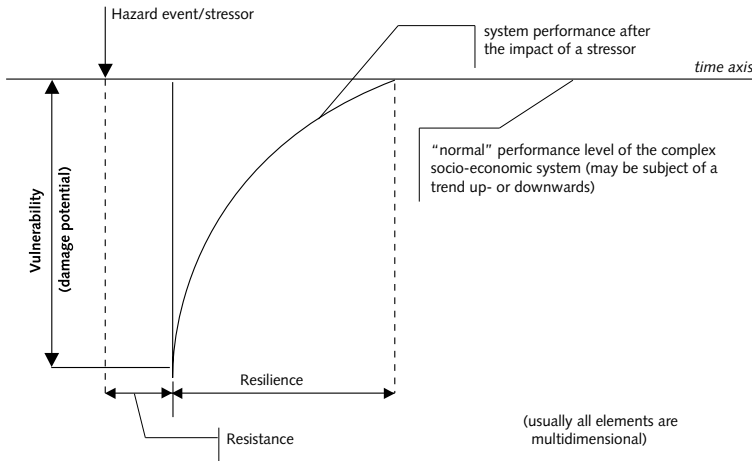 Hazard event/stressor
system performance after
the impact of a stressor
time axis
"normal" performance level of the complex
socio-economic system (may be subject of a
trend up- or downwards)
Vulnerability
(damage potential)
Resilience
Resistance
(usually all elements are
multidimensional)